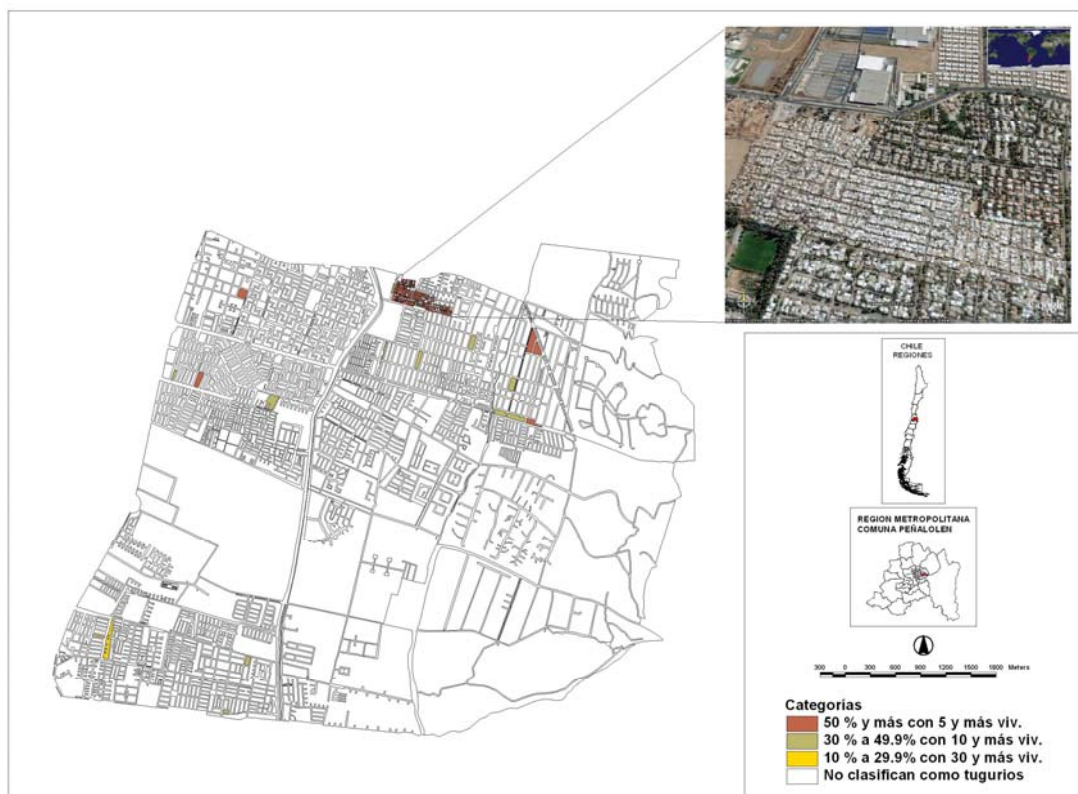 CHILE
REGIONES
REGION METROPOLITANA
COMUNA PEÑALOLEN
300 0 300 600 900 1200 1500 1800 Meters
Categorias
50 % y más con 5 y más viv.
30 % a 49.9% con 10 y más viv.
10 % a 29.9% con 30 y más viv.
No clasifican como tugurios